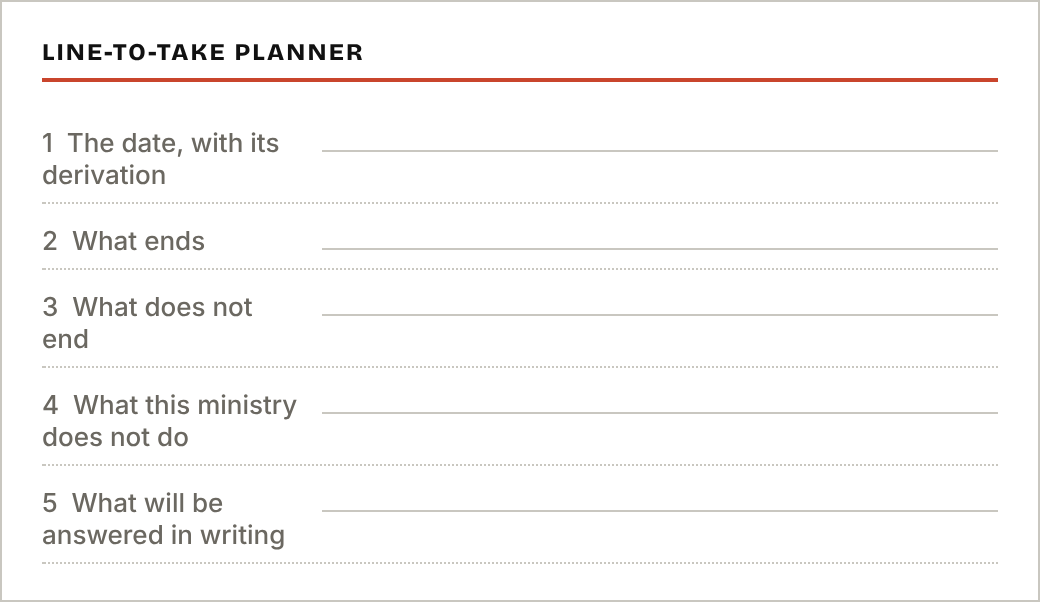 LINE-TO-TAKE PLANNER
1 The date, with its
derivation
2 What ends
3 What does not
end
4 What this ministry
does not do
5 What will be
answered in writing